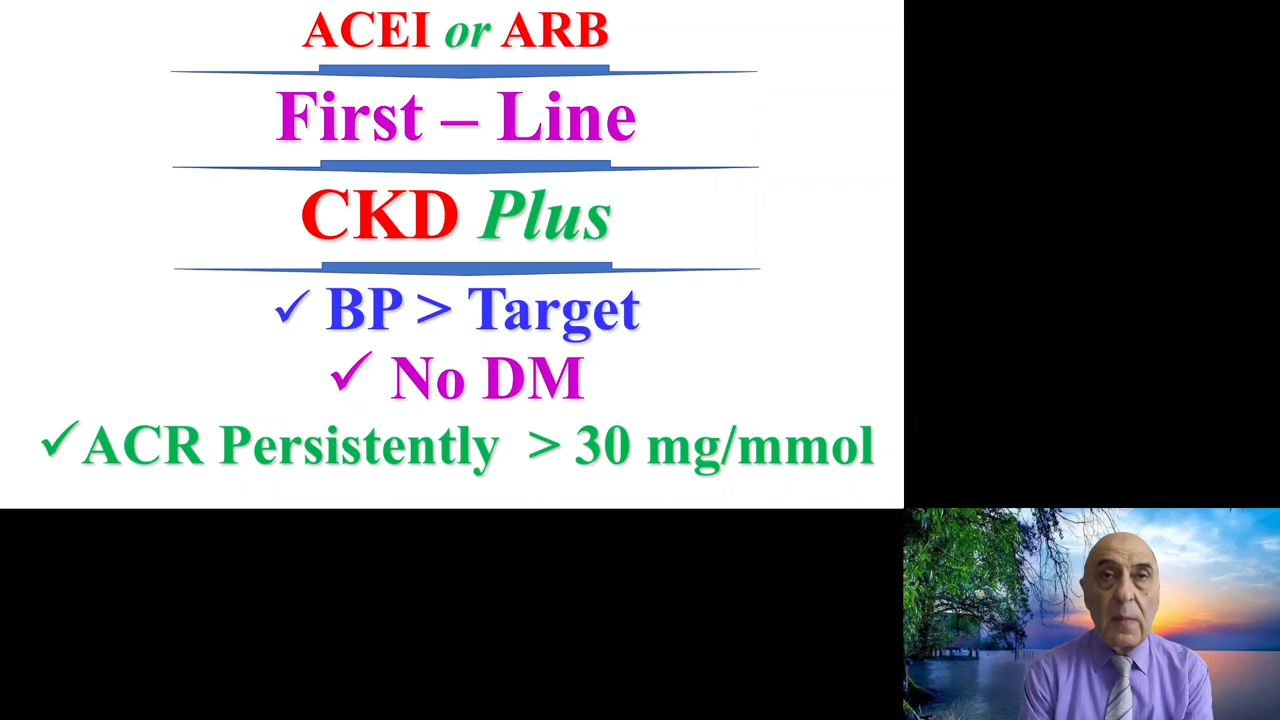 ACEI or ARB
First – Line
CKD Plus
✓ BP > Target
✓ No DM
✓ACR Persistently > 30 mg/mmol